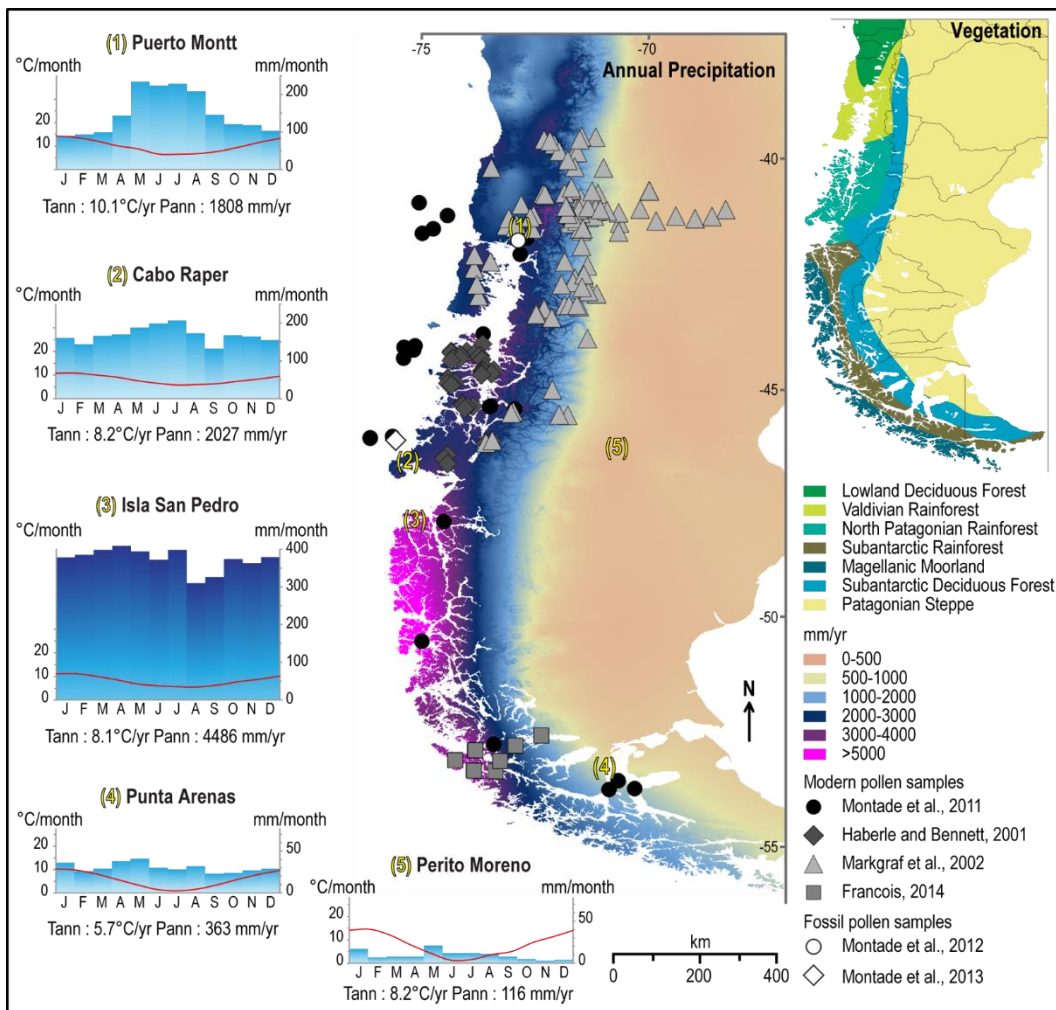 (1) Puerto Montt
°C/month
mm/month
20
10
200
100
0
J F M A M J J A S O N D
Tann : 10.1°C/yr Pann : 1808 mm/yr
(2) Cabo Raper
°C/month
mm/month
20
10
0
200
100
0
J F M A M J J A S O N D
Tann : 8.2°C/yr Pann : 2027 mm/yr
(3) Isla San Pedro
°C/month
mm/month
20
10
0
400
300
200
100
0
J F M A M J J A S O N D
Tann : 8.1°C/yr Pann : 4486 mm/yr
(4) Punta Arenas
°C/month
mm/month
20
10
0
50
0
J F M A M J J A S O N D
Tann : 5.7°C/yr Pann : 363 mm/yr
(5) Perito Moreno
°C/month
mm/month
20
10
0
50
0
J F M A M J J A S O N D
Tann : 8.2°C/yr Pann : 116 mm/yr
-75
-70
Annual Precipitation
-40
-45
-50
-55
(1)
(2)
(3)
(4)
(5)
N
km
0 200 400
Vegetation
Lowland Deciduous Forest
Valdivian Rainforest
North Patagonian Rainforest
Subantarctic Rainforest
Magellanic Moorland
Subantarctic Deciduous Forest
Patagonian Steppe
mm/yr
0-500
500-1000
1000-2000
2000-3000
3000-4000
>5000
Modern pollen samples
Montade et al., 2011
Haberle and Bennett, 2001
Markgraf et al., 2002
Francois, 2014
Fossil pollen samples
Montade et al., 2012
Montade et al., 2013